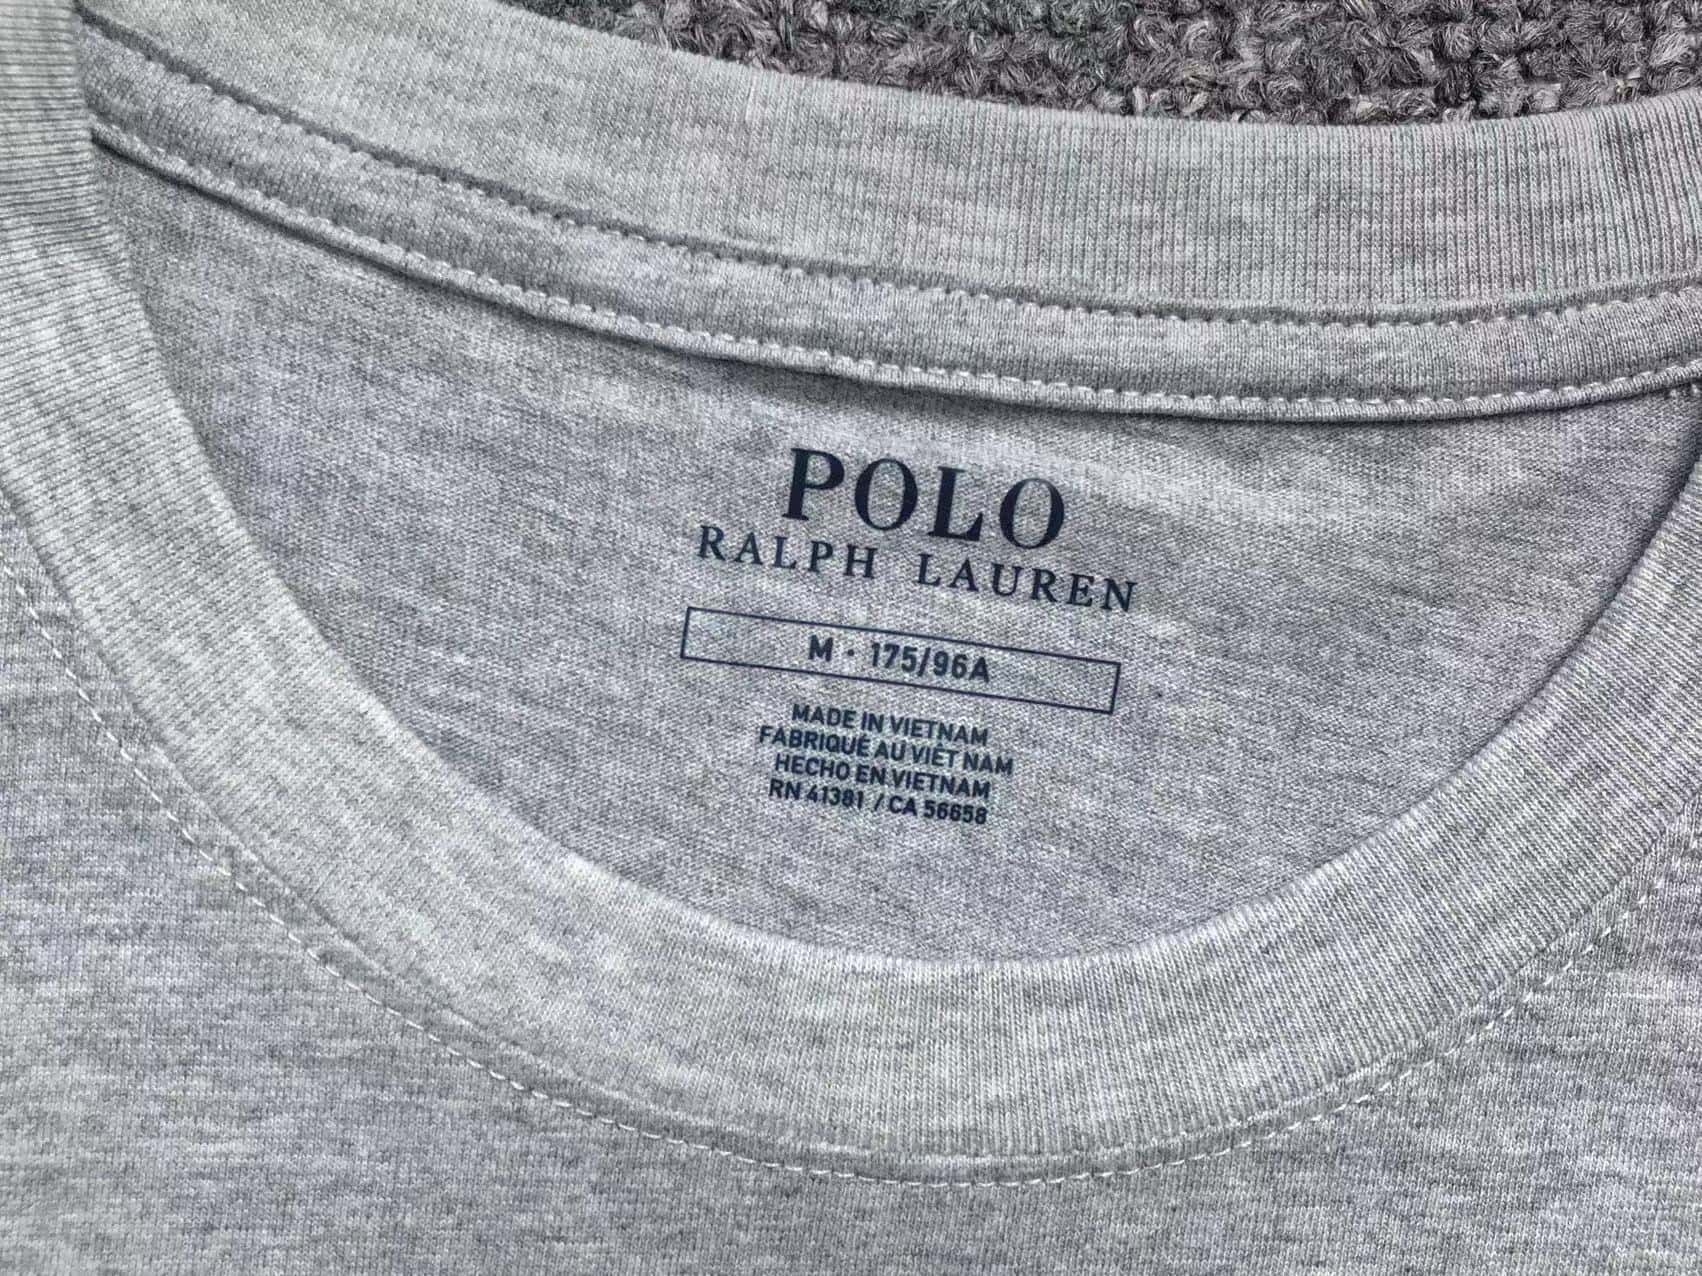 POLO
RALPH LAUREN
M · 175/96A
MADE IN VIETNAM
FABRIQUÉ AU VIÊT NAM
HECHO EN VIETNAM
RN 41381 / CA 56658